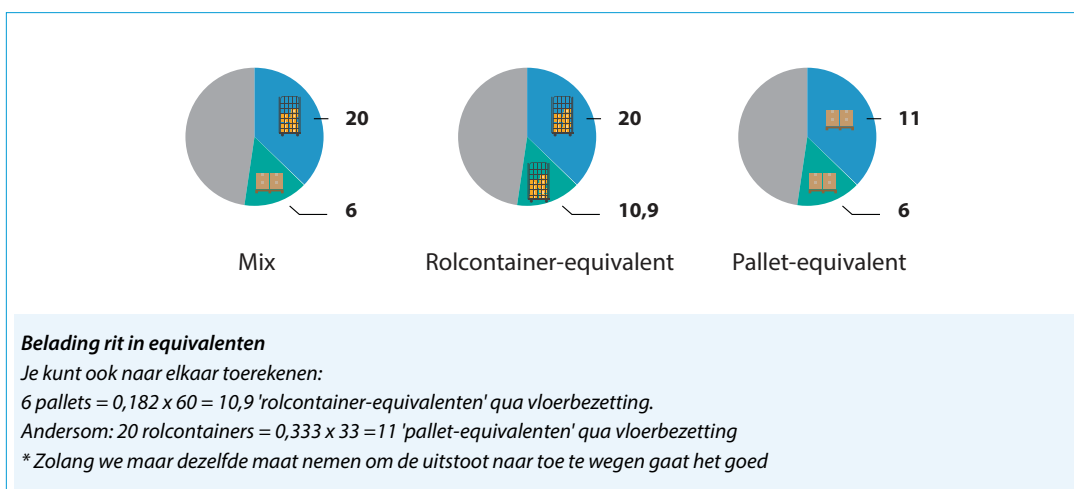 20
6
Mix
20
10,9
Rolcontainer-equivalent
11
6
Pallet-equivalent
Belading rit in equivalenten
Je kunt ook naar elkaar toerekenen:
6 pallets = 0,182 x 60 = 10,9 'rolcontainer-equivalenten' qua vloerbezetting.
Andersom: 20 rolcontainers = 0,333 x 33 =11 'pallet-equivalenten' qua vloerbezetting
* Zolang we maar dezelfde maat nemen om de uitstoot naar toe te wegen gaat het goed